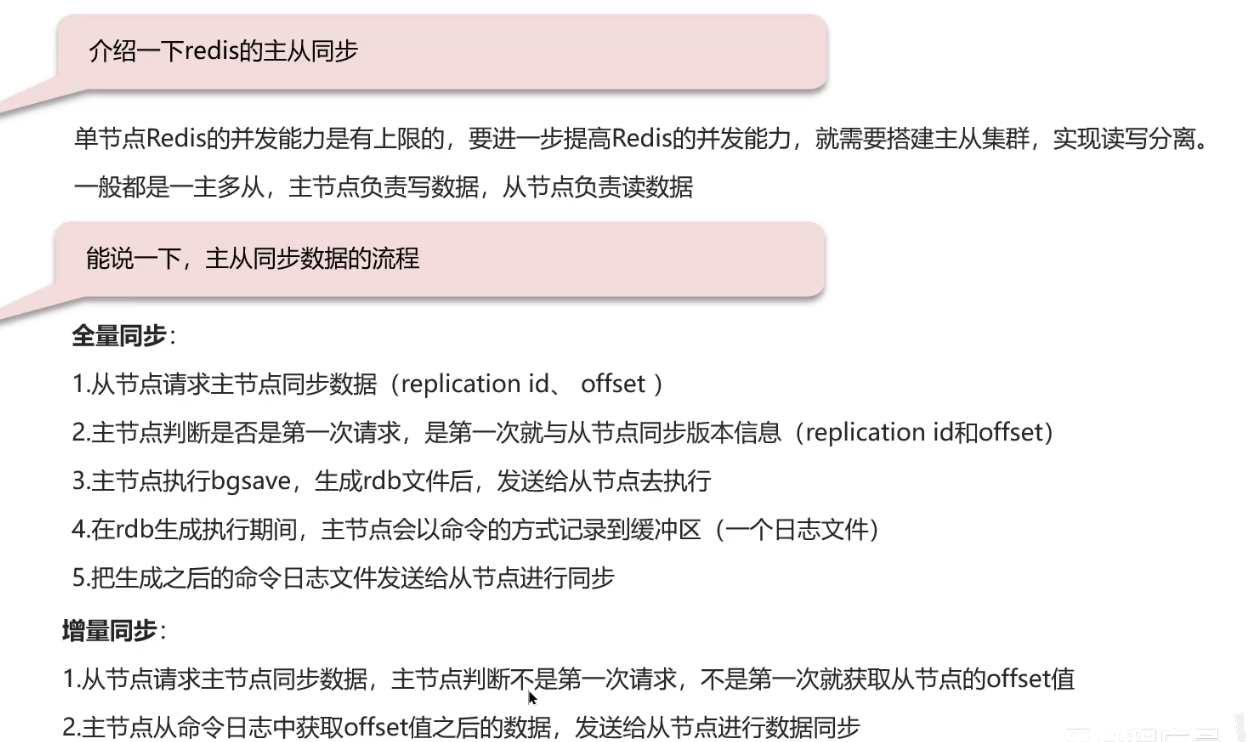 介绍一下redis的主从同步
单节点Redis的并发能力是有上限的，要进一步提高Redis的并发能力，就需要搭建主从集群，实现读写分离。
一般都是一主多从，主节点负责写数据，从节点负责读数据
能说一下，主从同步数据的流程
全量同步：
1.从节点请求主节点同步数据（replication id、 offset ）
2.主节点判断是否是第一次请求，是第一次就与从节点同步版本信息（replication id和offset）
3.主节点执行bgsave，生成rdb文件后，发送给从节点去执行
4.在rdb生成执行期间，主节点会以命令的方式记录到缓冲区（一个日志文件）
5.把生成之后的命令日志文件发送给从节点进行同步
增量同步：
1.从节点请求主节点同步数据，主节点判断不是第一次请求，不是第一次就获取从节点的offset值
2.主节点从命令日志中获取offset值之后的数据，发送给从节点进行数据同步